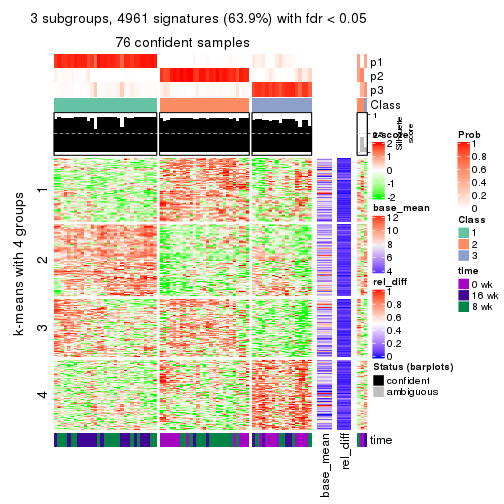 3 subgroups, 4961 signatures (63.9%) with fdr < 0.05
76 confident samples
p1
p2
p3
Class
1
Silhouette
score
z-score
2
1
0
-1
-2
base_mean
12
10
8
6
4
rel_diff
1
0.8
0.6
0.4
0.2
0
Status (barplots)
confident
ambiguous
Prob
1
0.8
0.6
0.4
0.2
0
Class
1
2
3
time
0 wk
16 wk
8 wk
k-means with 4 groups
1
2
3
4
time
base_mean
rel_diff